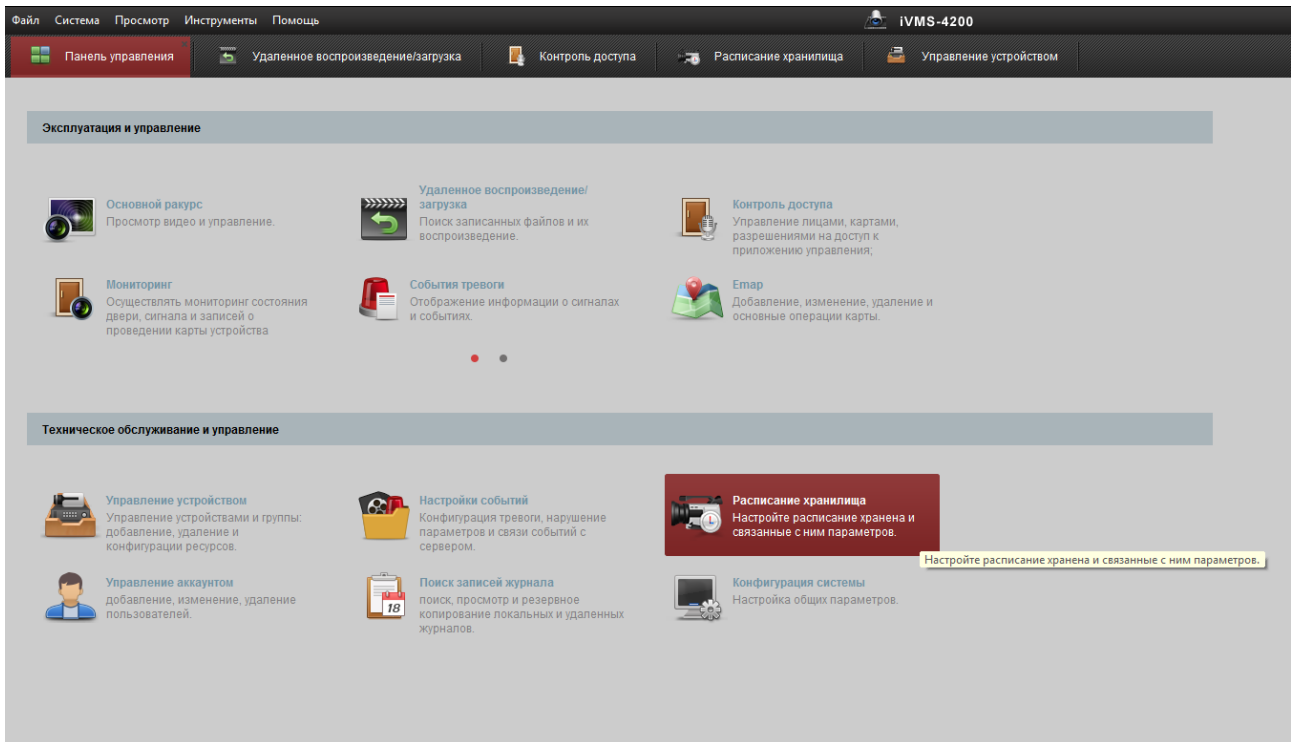 Файл Система Просмотр Инструменты Помощь
iVMS-4200
Панель управления
Удаленное воспроизведение/загрузка
Контроль доступа
Расписание хранилища
Управление устройством
Эксплуатация и управление
Основной ракурс
Просмотр видео и управление.
Удаленное воспроизведение/
загрузка
Поиск записанных файлов и их
воспроизведение.
Контроль доступа
Управление лицами, картами,
разрешениями на доступ к
приложению управления;
Мониторинг
Осуществлять мониторинг состояния
двери, сигнала и записей о
проведении карты устройства
События тревоги
Отображение информации о сигналах
и событиях.
Emap
Добавление, изменение, удаление и
основные операции карты.
Техническое обслуживание и управление
Управление устройством
Управление устройствами и группы:
добавление, удаление и
конфигурации ресурсов.
Настройки событий
Конфигурация тревоги, нарушение
параметров и связи событий с
сервером.
Расписание хранилища
Настройте расписание хранена и
связанные с ним параметров.
Настройте расписание хранена и связанные с ним параметров.
Управление аккаунтом
добавление, изменение, удаление
пользователей.
18
Поиск записей журнала
поиск, просмотр и резервное
копирование локальных и удаленных
журналов.
Конфигурация системы
Настройка общих параметров.